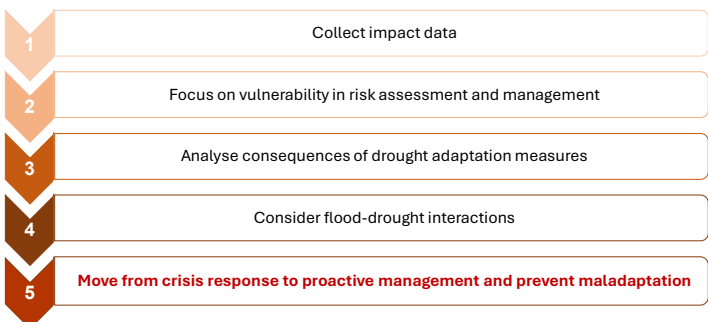 1
Collect impact data
2
Focus on vulnerability in risk assessment and management
3
Analyse consequences of drought adaptation measures
4
Consider flood-drought interactions
5
Move from crisis response to proactive management and prevent maladaptation